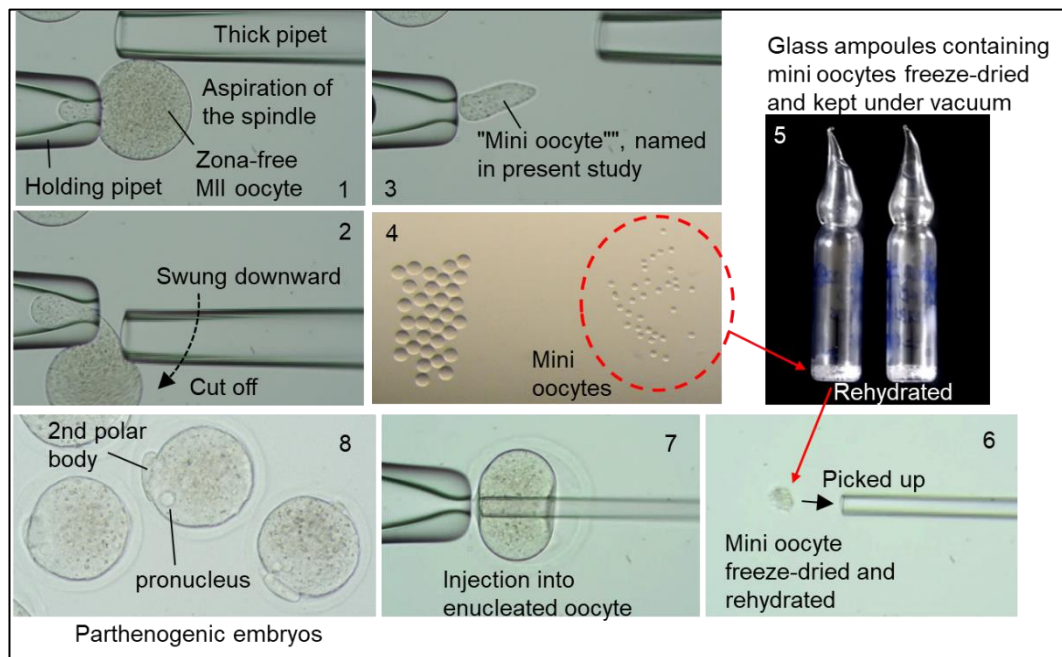 Thick pipet
Aspiration of
the spindle
Zona-free
MII oocyte
Holding pipet
1
"Mini oocyte"", named
in present study
3
Glass ampoules containing
mini oocytes freeze-dried
and kept under vacuum
5
Rehydrated
2
Swung downward
Cut off
4
Mini
oocytes
2nd polar
body
8
pronucleus
Parthenogenic embryos
7
Injection into
enucleated oocyte
6
Picked up
Mini oocyte
freeze-dried and
rehydrated